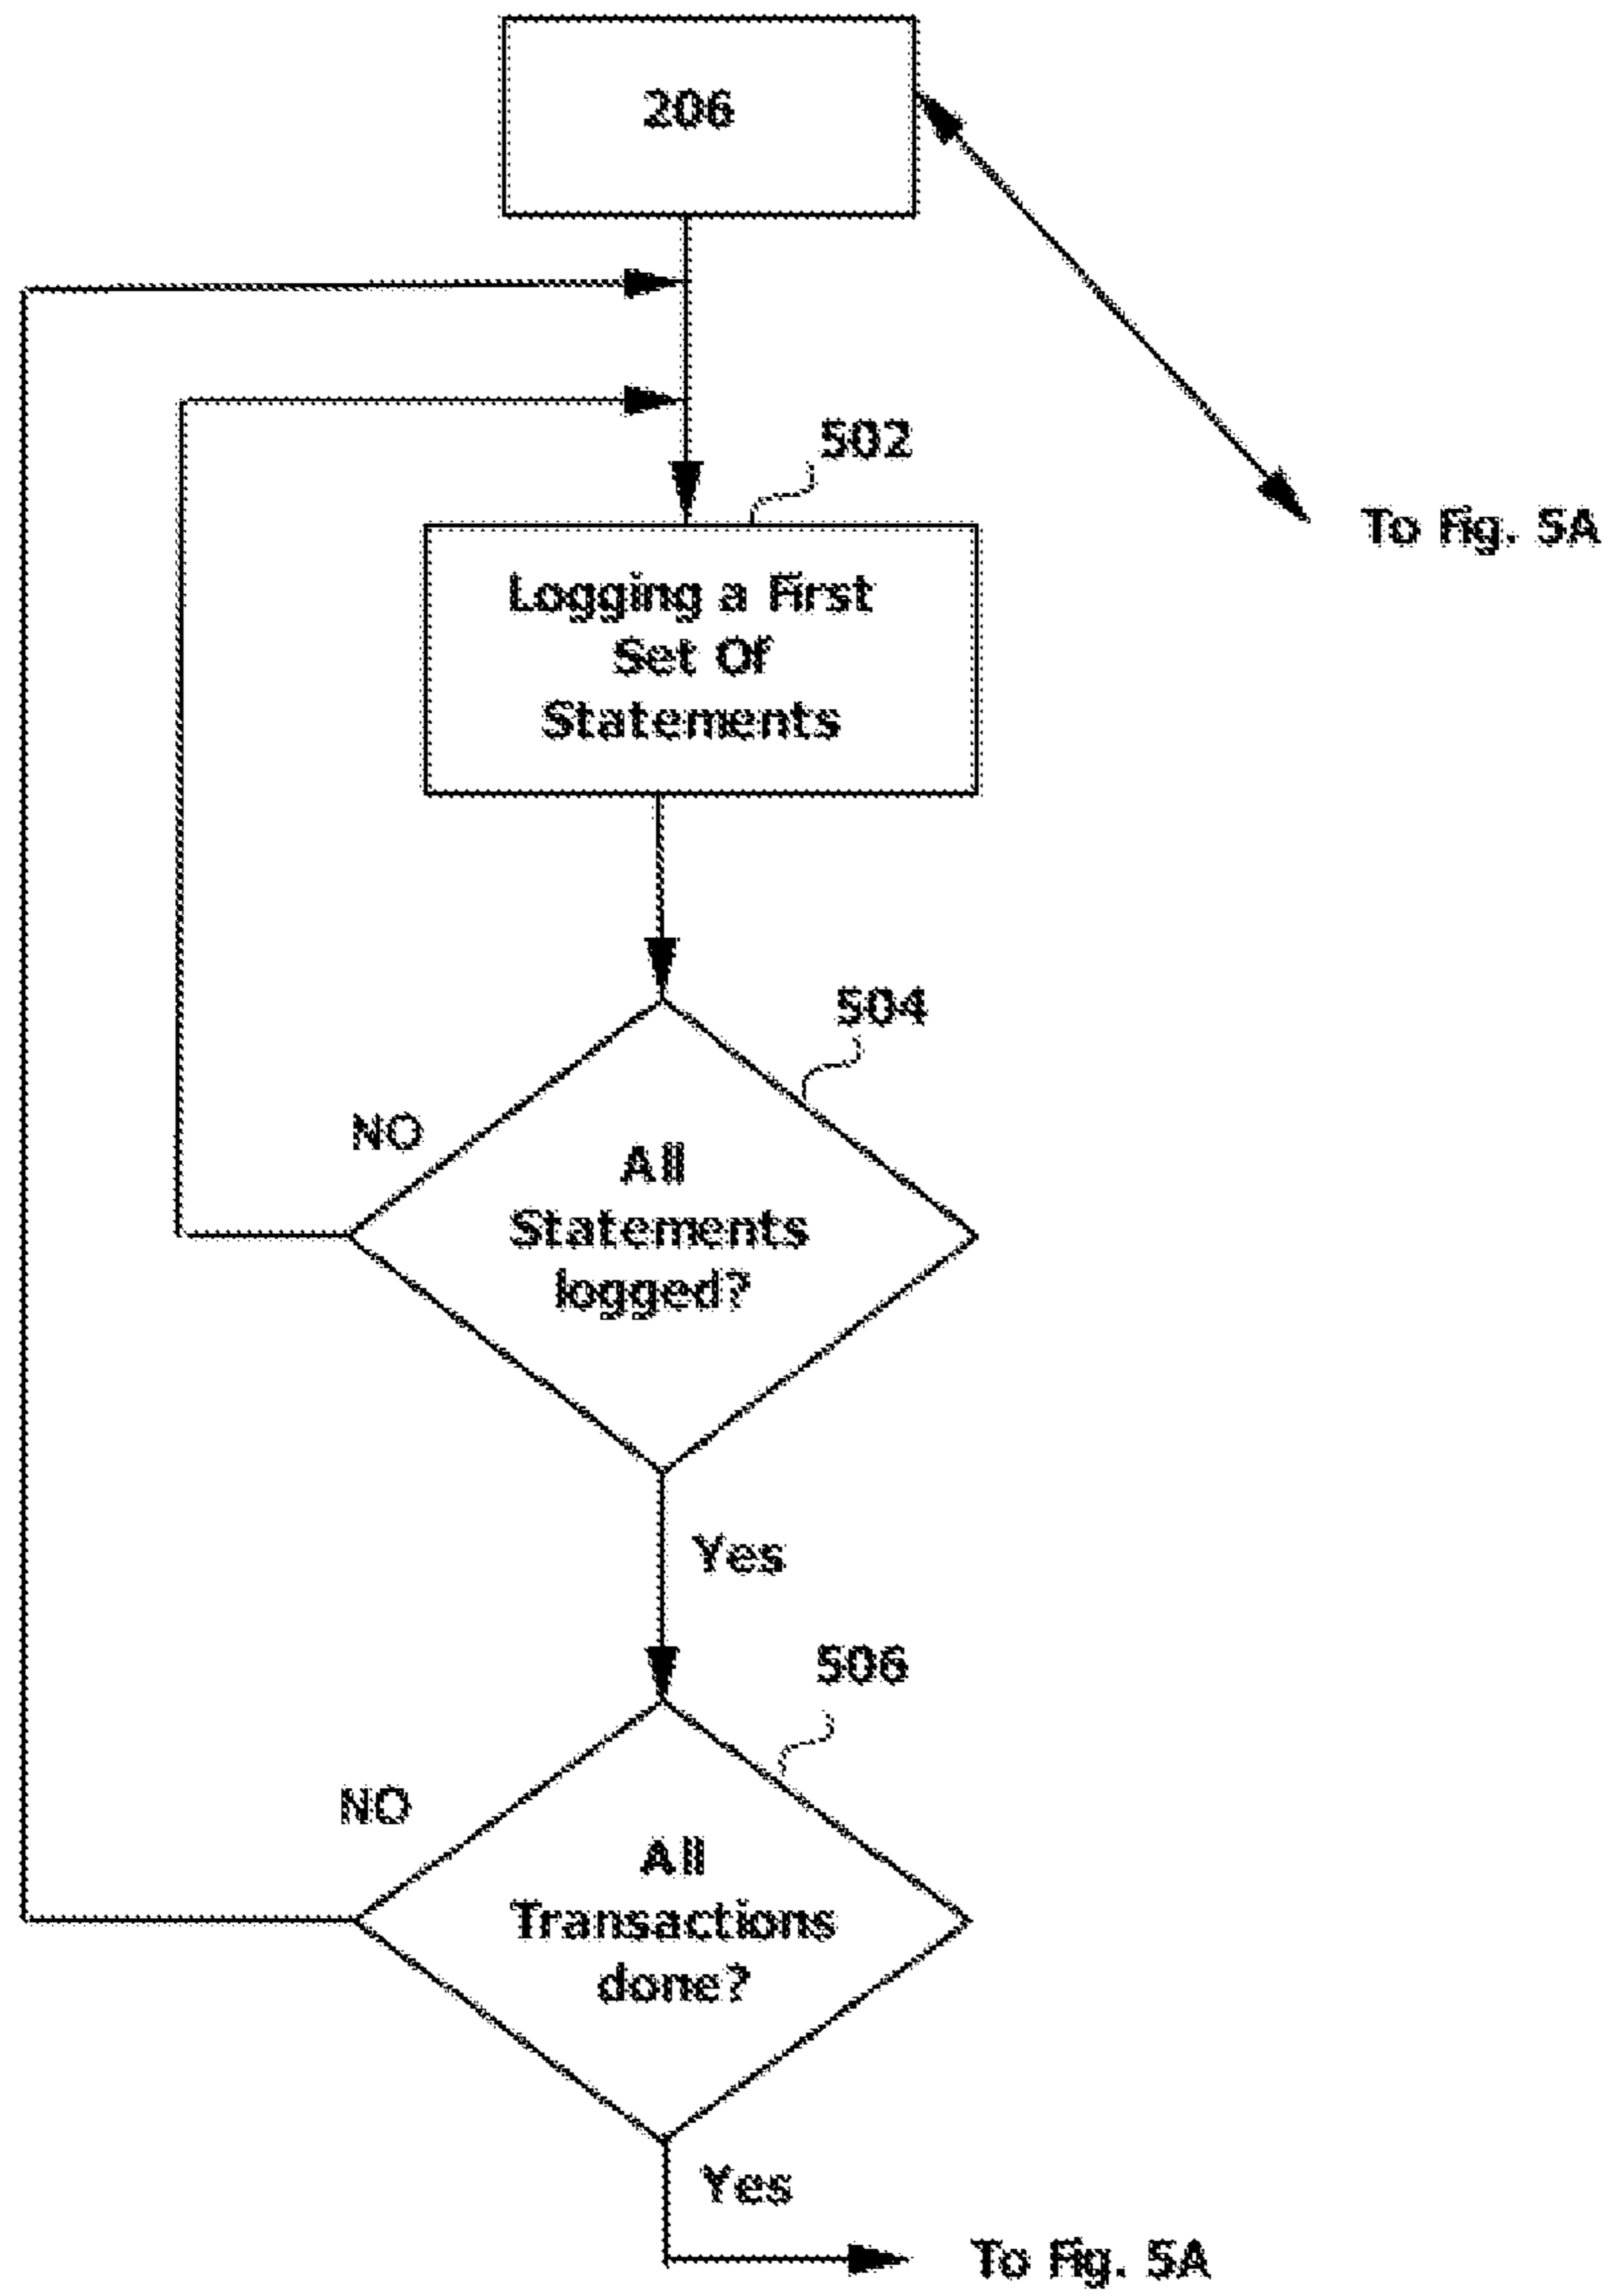 206
502
To Fig. 5A
Logging a First
Set Of
Statements
504
NO
All
Statements
logged?
Yes
506
NO
All
Transactions
done?
Yes
To Fig. 5A